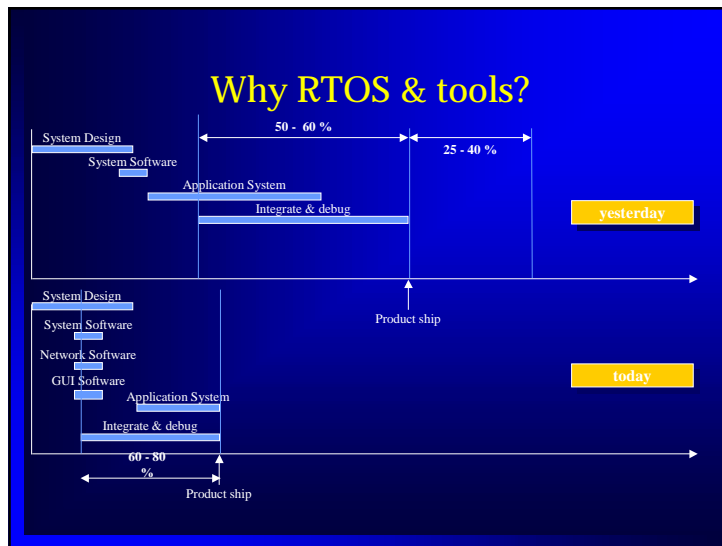 Why RTOS & tools?
50 - 60 %
System Design
25 - 40 %
System Software
Application System
Integrate & debug
yesterday
Product ship
System Design
System Software
Network Software
GUI Software
today
Application System
Integrate & debug
60 - 80
%
Product ship